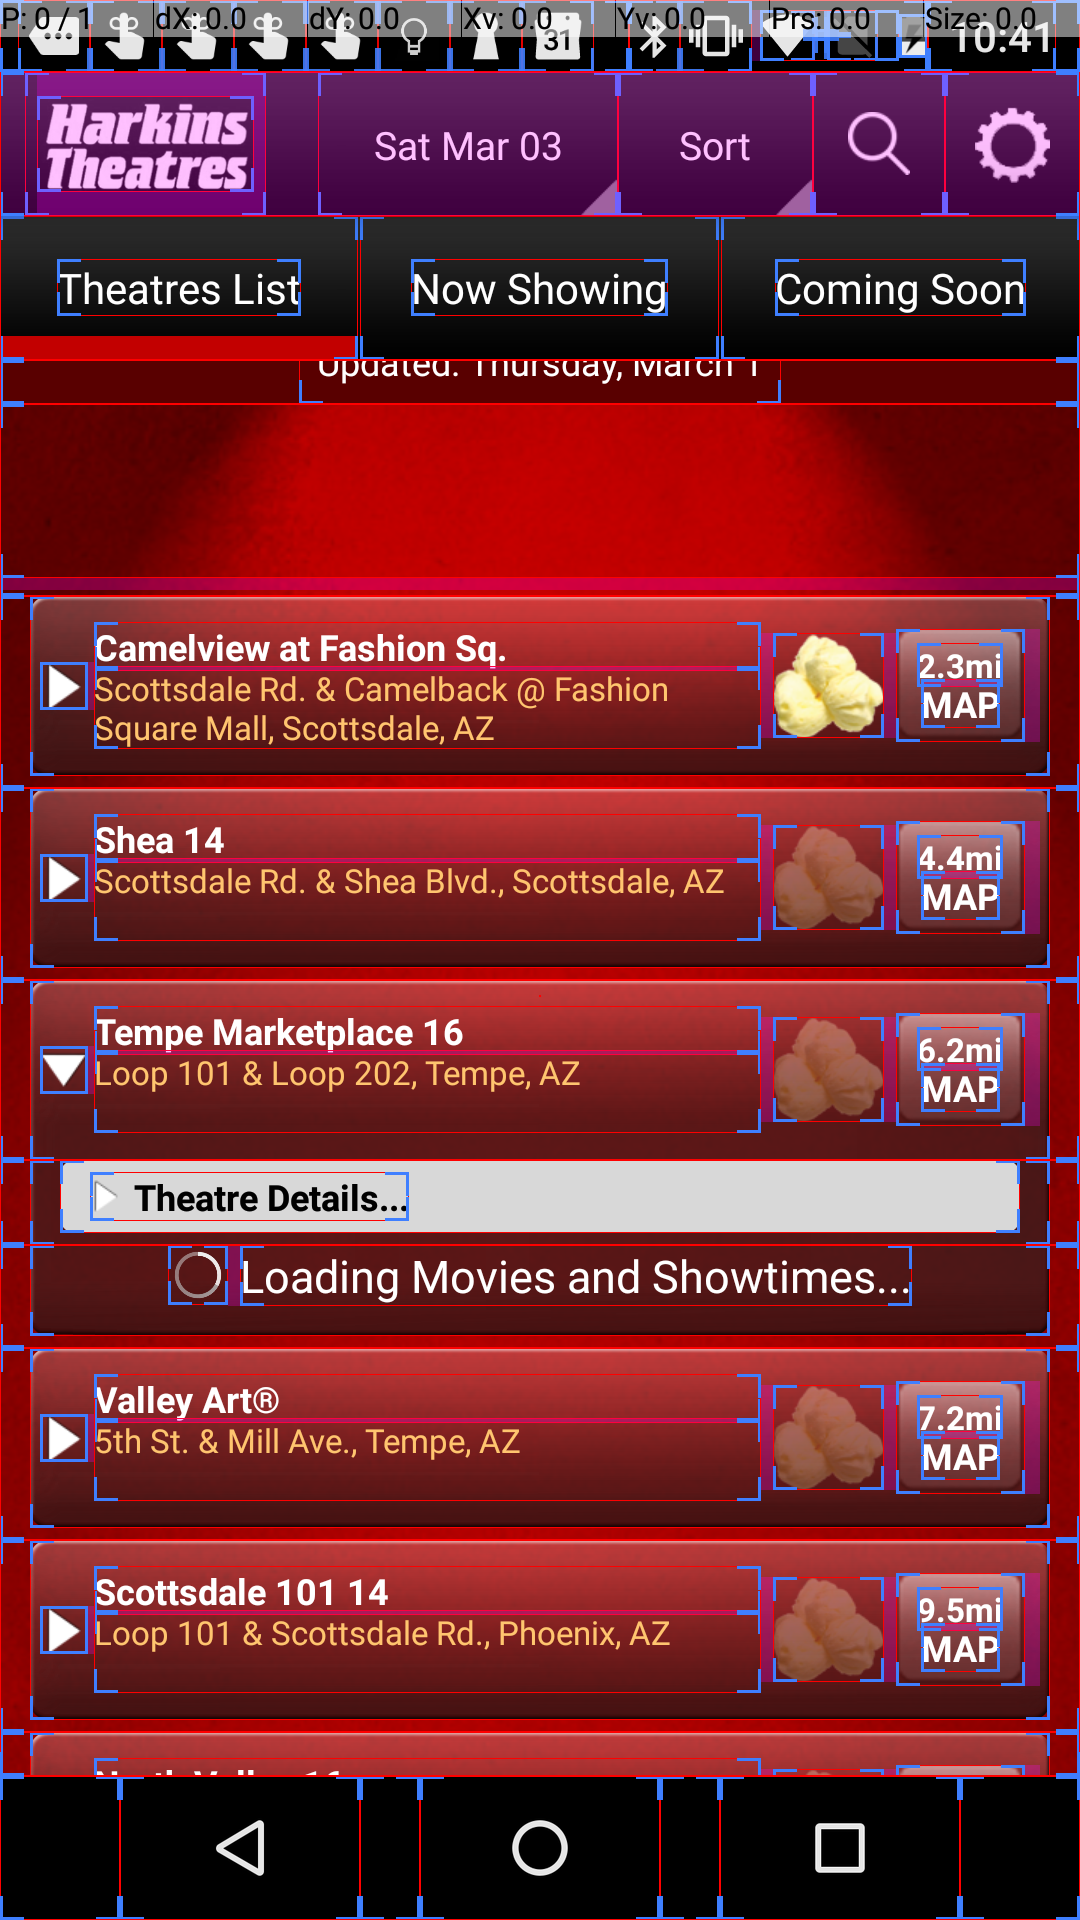 P: 0 / 1 dX: 0.0 dY: 0.0 Xv: 0.0 Yv: 0.0 Prs: 0.0 Size: 0.0
31 10:41
Harkins
Theatres
Sat Mar 03
Sort
Theatres List
Now Showing
Coming Soon
Updated: Thursday, March 1
Camelview at Fashion Sq.
Scottsdale Rd. & Camelback @ Fashion
Square Mall, Scottsdale, AZ
2.3mi
MAP
Shea 14
Scottsdale Rd. & Shea Blvd., Scottsdale, AZ
4.4mi
MAP
Tempe Marketplace 16
Loop 101 & Loop 202, Tempe, AZ
6.2mi
MAP
Theatre Details...
Loading Movies and Showtimes...
Valley Art®
5th St. & Mill Ave., Tempe, AZ
7.2mi
MAP
Scottsdale 101 14
Loop 101 & Scottsdale Rd., Phoenix, AZ
9.5mi
MAP
North Valley 16